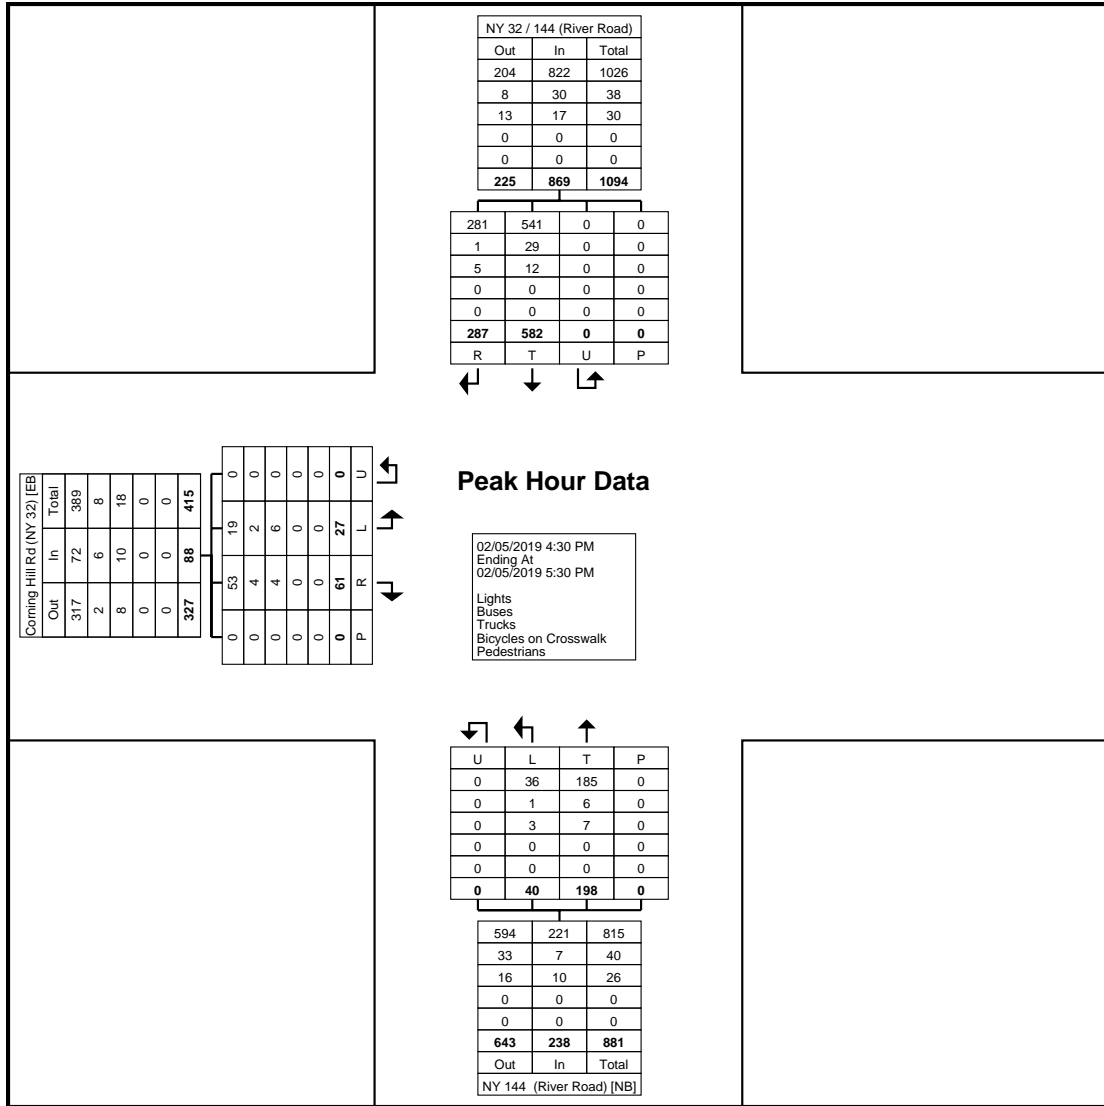 NY 32 / 144 (River Road)
Out In Total
204 822 1026
8 30 38
13 17 30
0 0 0
0 0 0
225 869 1094
281 541 0 0
1 29 0 0
5 12 0 0
0 0 0 0
0 0 0 0
287 582 0 0
R T U P
Corning Hill Rd (NY 32) [EB
Out In Total
317 72 389
2 6 8
8 10 18
0 0 0
0 0 0
327 88 415
0 53 19 0
0 4 2 0
0 4 6 0
0 0 0 0
0 0 0 0
0 61 27 0
P R L U
Peak Hour Data
02/05/2019 4:30 PM
Ending At
02/05/2019 5:30 PM
Lights
Buses
Trucks
Bicycles on Crosswalk
Pedestrians
U L T P
0 36 185 0
0 1 6 0
0 3 7 0
0 0 0 0
0 0 0 0
0 40 198 0
594 221 815
33 7 40
16 10 26
0 0 0
0 0 0
643 238 881
Out In Total
NY 144 (River Road) [NB]